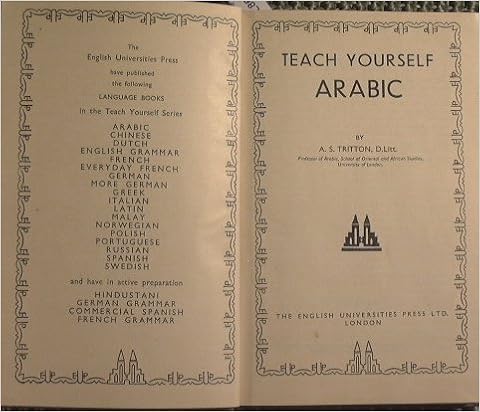 The
English Universities Press
have published
the following
LANGUAGE BOOKS
in the Teach Yourself Series
ARABIC
CHINESE
DUTCH
ENGLISH GRAMMAR
FRENCH
EVERYDAY FRENCH
GERMAN
MORE GERMAN
GREEK
ITALIAN
LATIN
MALAY
NORWEGIAN
POLISH
PORTUGUESE
RUSSIAN
SPANISH
SWEDISH
and have in active preparation
HINDUSTANI
GERMAN GRAMMAR
COMMERCIAL SPANISH
FRENCH GRAMMAR
TEACH YOURSELF
ARABIC
BY
A. S. TRITTON, D.Litt.
Professor of Arabic, School of Oriental and African Studies,
University of London.
THE ENGLISH UNIVERSITIES PRESS LTD.
LONDON